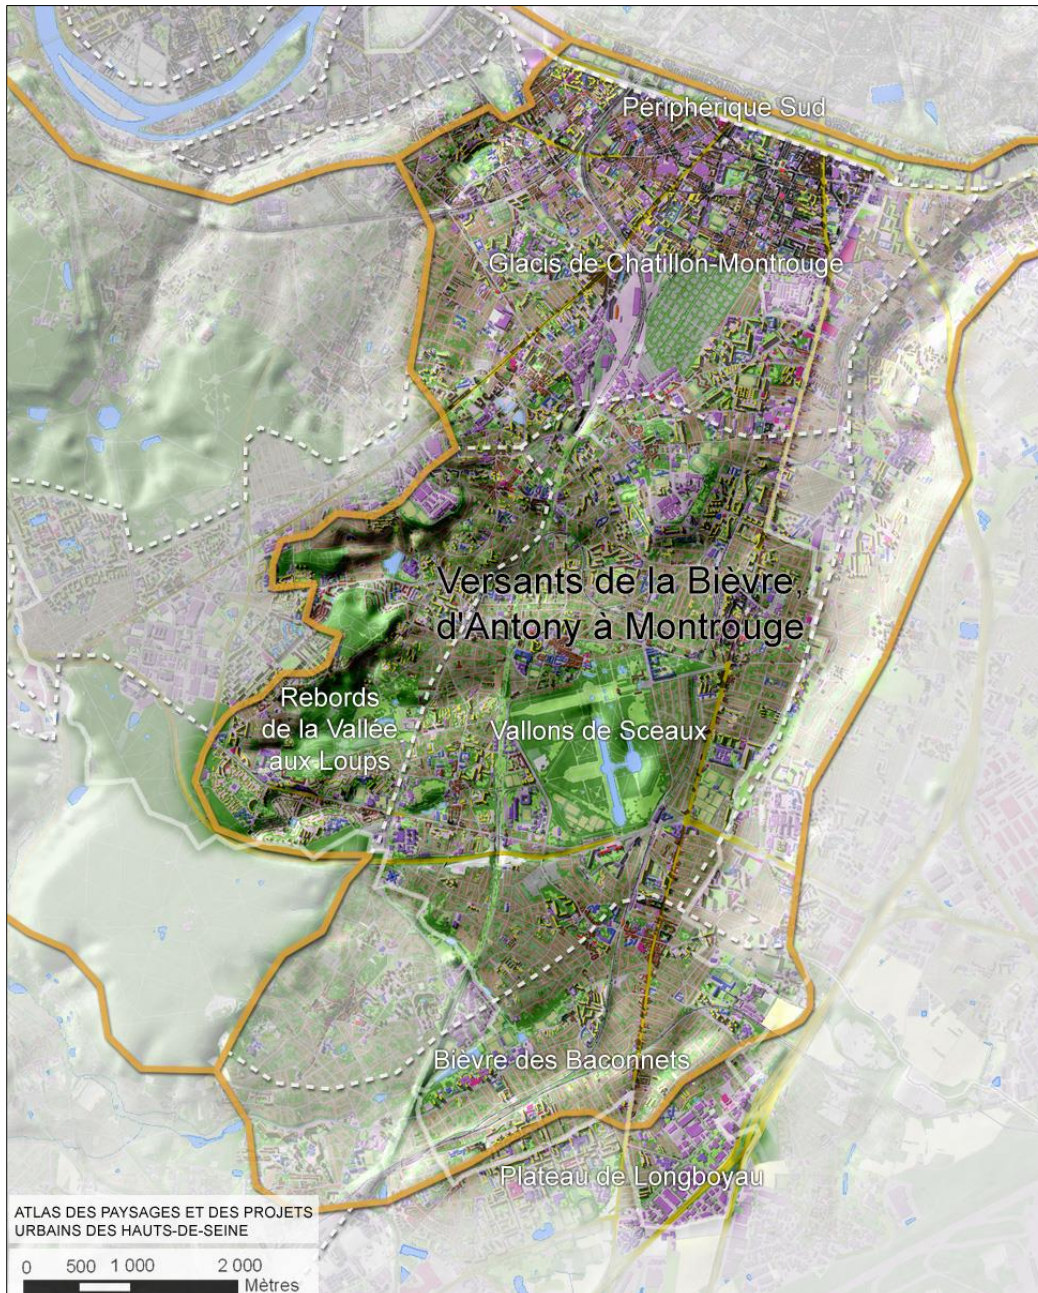 Périphérique Sud
Glacis de Chatillon-Montrouge
Versants de la Bièvre,
d'Antony à Montrouge
Rebords
de la Vallée
aux Loups
Vallons de Sceaux
Bièvre des Baconnets
Plateau de Longboyau
ATLAS DES PAYSAGES ET DES PROJETS
URBAINS DES HAUTS-DE-SEINE
0 500 1 000 2 000
Mètres